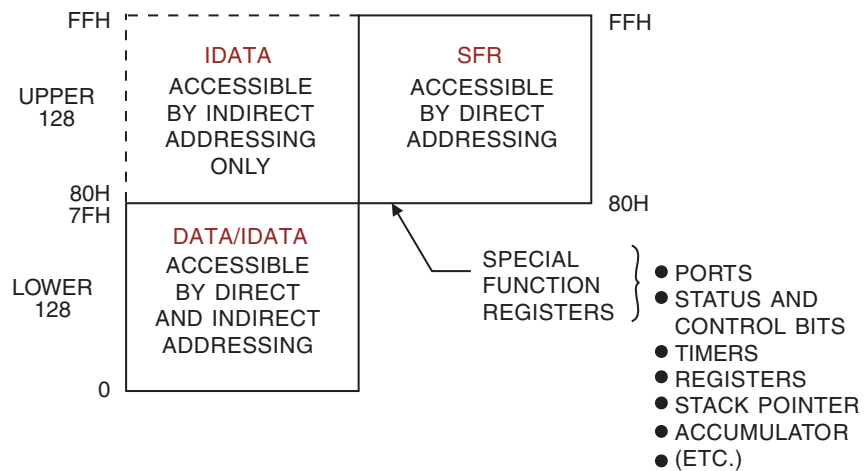 FFH
UPPER
128
80H
7FH
LOWER
128
0
IDATA
ACCESSIBLE
BY INDIRECT
ADDRESSING
ONLY
SFR
ACCESSIBLE
BY DIRECT
ADDRESSING
FFH
80H
DATA/IDATA
ACCESSIBLE
BY DIRECT
AND INDIRECT
ADDRESSING
SPECIAL
FUNCTION
REGISTERS
● PORTS
● STATUS AND
CONTROL BITS
● TIMERS
● REGISTERS
● STACK POINTER
● ACCUMULATOR
● (ETC.)